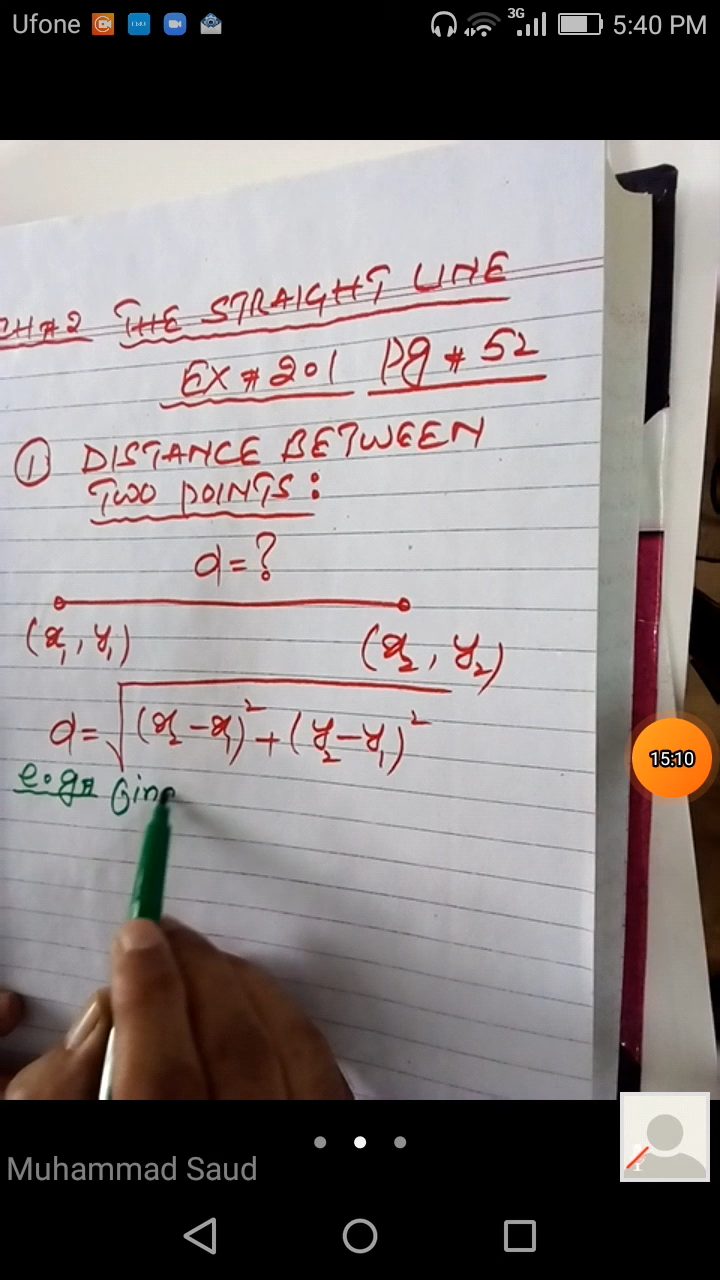 Ufone 3G 5:40 PM
CH # 2 THE STRAIGHT LINE
EX # 2.1 Pg # 52
① DISTANCE BETWEEN
TWO POINTS:
d = ?
(x₁, y₁) (x₂, y₂)
d = √(x₂ - x₁)² + (y₂ - y₁)²
e.g:
15:10
Muhammad Saud